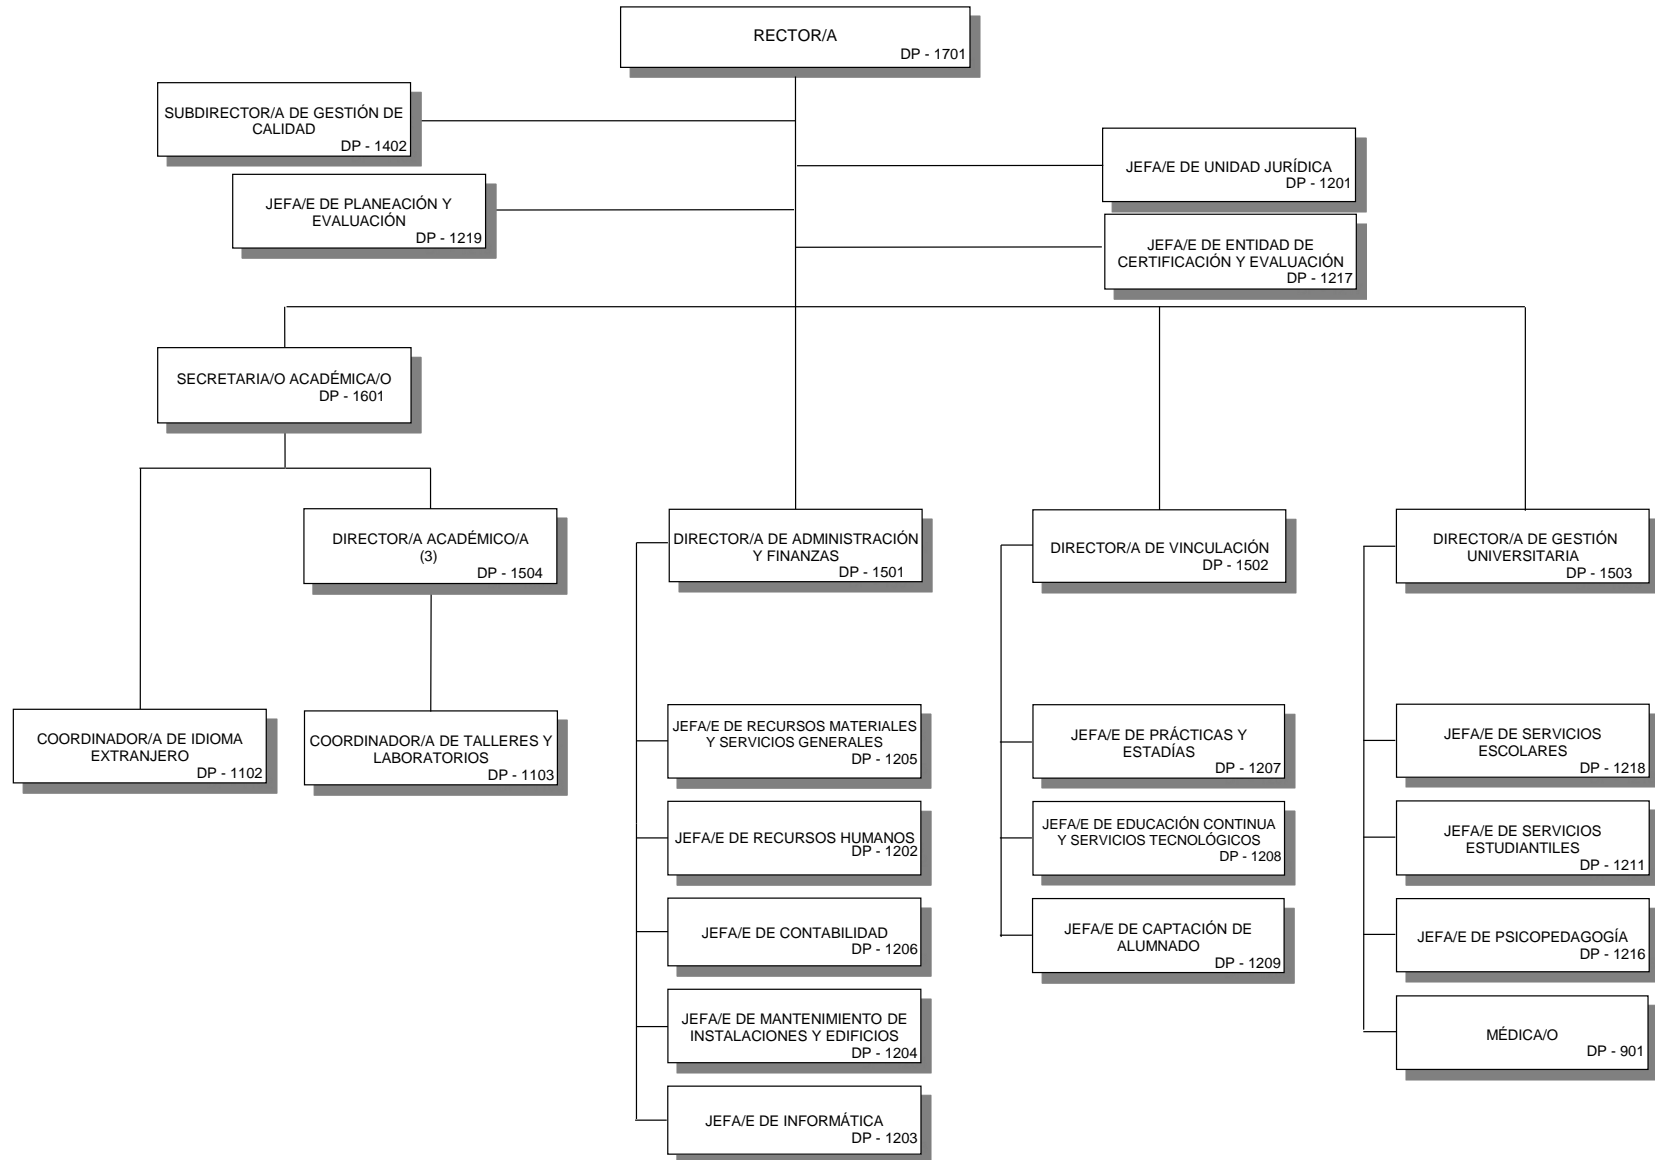 RECTOR/A
DP - 1701
SUBDIRECTOR/A DE GESTIÓN DE
CALIDAD
DP - 1402
JEFA/E DE UNIDAD JURÍDICA
DP - 1201
JEFA/E DE PLANEACIÓN Y
EVALUACIÓN
DP - 1219
JEFA/E DE ENTIDAD DE
CERTIFICACIÓN Y EVALUACIÓN
DP - 1217
SECRETARIA/O ACADÉMICA/O
DP - 1601
DIRECTOR/A ACADÉMICO/A
(3)
DP - 1504
DIRECTOR/A DE ADMINISTRACIÓN
Y FINANZAS
DP - 1501
DIRECTOR/A DE VINCULACIÓN
DP - 1502
DIRECTOR/A DE GESTIÓN
UNIVERSITARIA
DP - 1503
COORDINADOR/A DE IDIOMA
EXTRANJERO
DP - 1102
COORDINADOR/A DE TALLERES Y
LABORATORIOS
DP - 1103
JEFA/E DE RECURSOS MATERIALES
Y SERVICIOS GENERALES
DP - 1205
JEFA/E DE PRÁCTICAS Y
ESTADÍAS
DP - 1207
JEFA/E DE SERVICIOS
ESCOLARES
DP - 1218
JEFA/E DE RECURSOS HUMANOS
DP - 1202
JEFA/E DE EDUCACIÓN CONTINUA
Y SERVICIOS TECNOLÓGICOS
DP - 1208
JEFA/E DE SERVICIOS
ESTUDIANTILES
DP - 1211
JEFA/E DE CONTABILIDAD
DP - 1206
JEFA/E DE CAPTACIÓN DE
ALUMNADO
DP - 1209
JEFA/E DE PSICOPEDAGOGÍA
DP - 1216
JEFA/E DE MANTENIMIENTO DE
INSTALACIONES Y EDIFICIOS
DP - 1204
MÉDICA/O
DP - 901
JEFA/E DE INFORMÁTICA
DP - 1203